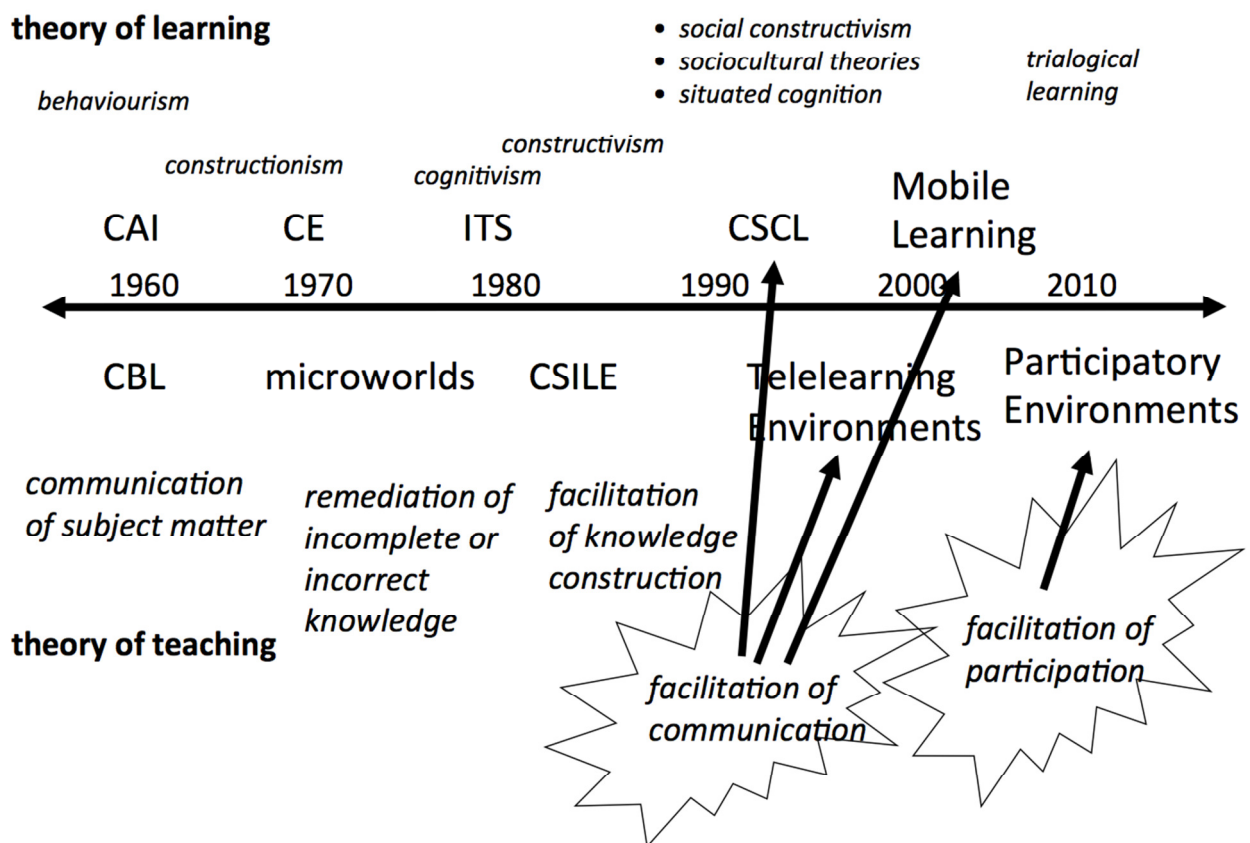 theory of learning
• social constructivism
• sociocultural theories
• situated cognition
trialogical
learning
behaviourism
constructionism
cognitivism
constructivism
CAI
CE
ITS
CSCL
Mobile
Learning
1960
1970
1980
1990
2000
2010
CBL
microworlds
CSILE
Telelearning
Environments
Participatory
Environments
communication
of subject matter
remediation of
incomplete or
incorrect
knowledge
facilitation
of knowledge
construction
theory of teaching
facilitation of
communication
facilitation of
participation